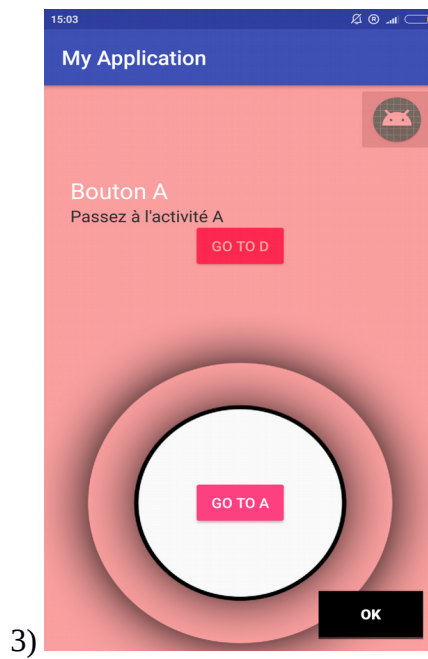 15:03
My Application
Bouton A
Passez à l'activité A
GO TO D
GO TO A
OK
3)